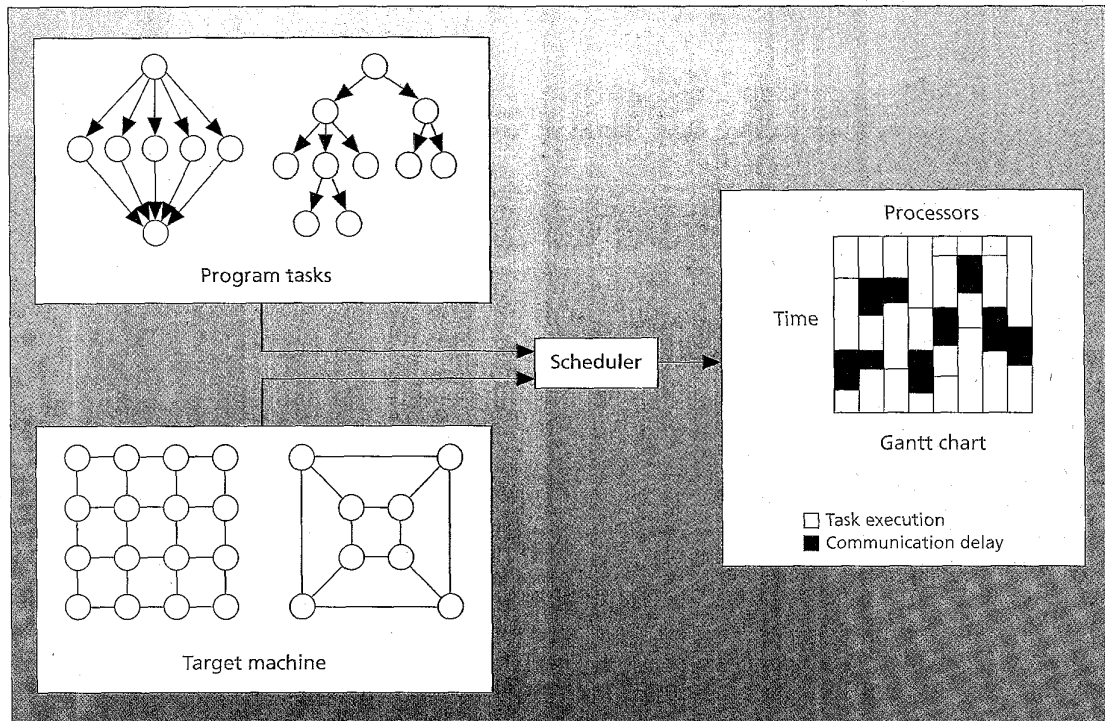 Program tasks
Scheduler
Target machine
Processors
Time
Gantt chart
Task execution
Communication delay